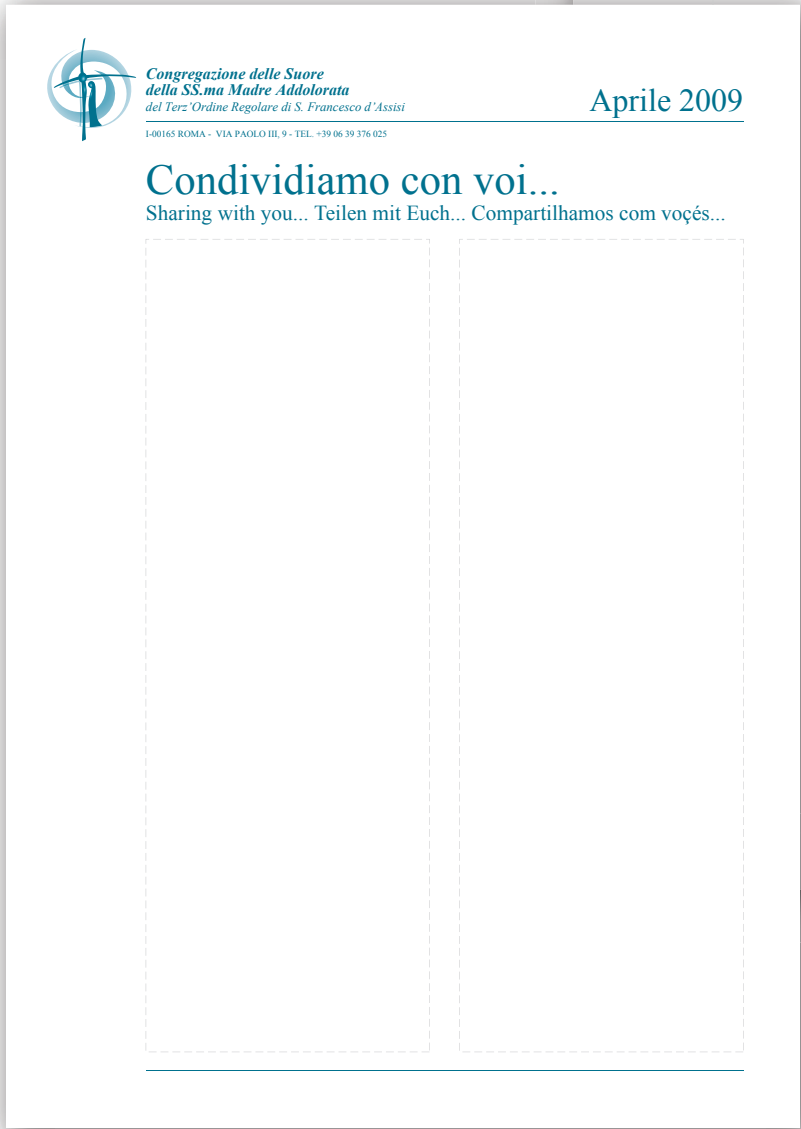 Congregazione delle Suore
della SS.ma Madre Addolorata
del Terz'Ordine Regolare di S. Francesco d'Assisi
Aprile 2009
I-00165 ROMA - VIA PAOLO III, 9 - TEL. +39 06 39 376 025
Condividiamo con voi...
Sharing with you... Teilen mit Euch... Compartilhamos com voçés...